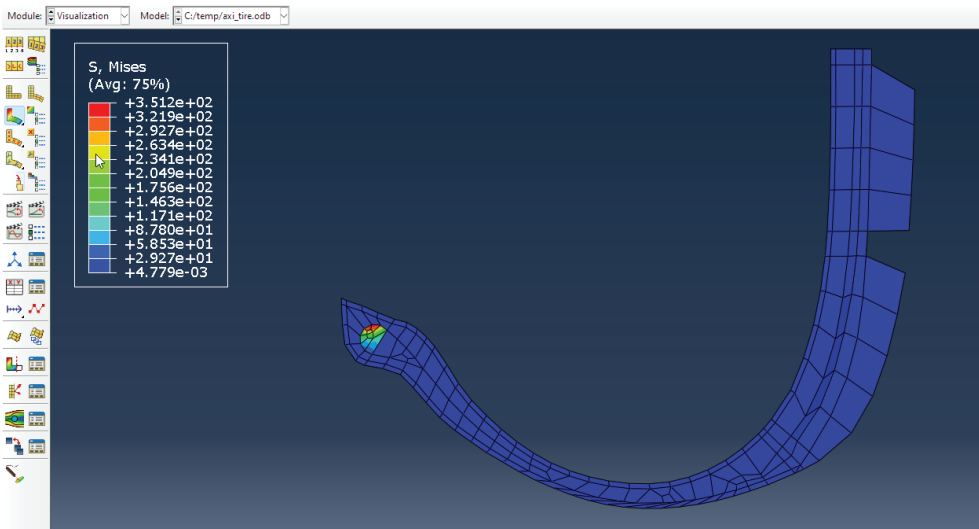 Module: Visualization Model: C:/temp/axi_tire.odb
S, Mises
(Avg: 75%)
+3.512e+02
+3.219e+02
+2.927e+02
+2.634e+02
+2.341e+02
+2.049e+02
+1.756e+02
+1.463e+02
+1.171e+02
+8.780e+01
+5.853e+01
+2.927e+01
+4.779e-03